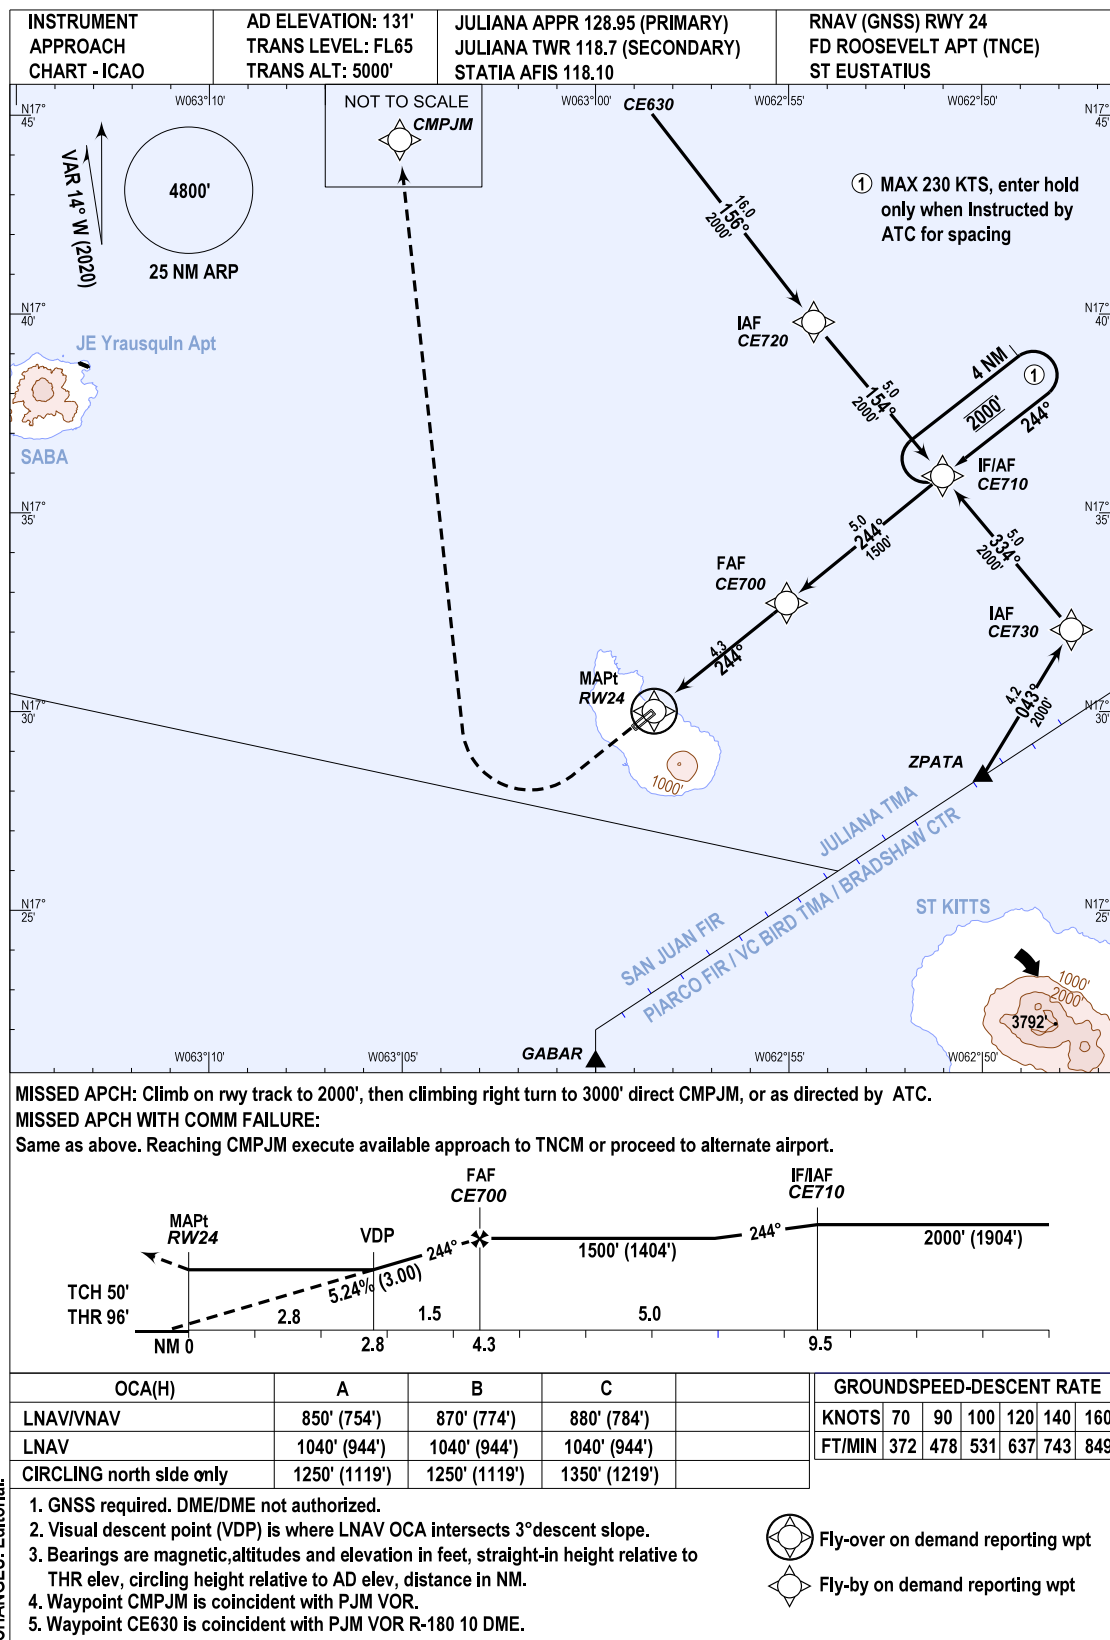 INSTRUMENT
APPROACH
CHART - ICAO
AD ELEVATION: 131'
TRANS LEVEL: FL65
TRANS ALT: 5000'
JULIANA APPR 128.95 (PRIMARY)
JULIANA TWR 118.7 (SECONDARY)
STATIA AFIS 118.10
RNAV (GNSS) RWY 24
FD ROOSEVELT APT (TNCE)
ST EUSTATIUS
W063°10'
NOT TO SCALE
CMPJM
W063°00'
CE630
W062°55'
W062°50'
N17°
45'
N17°
45'
VAR 14° W (2020)
4800'
25 NM ARP
1 MAX 230 KTS, enter hold
only when Instructed by
ATC for spacing
16.0
156°
2000'
N17°
40'
N17°
40'
IAF
CE720
JE Yrausquin Apt
SABA
5.0
154°
2000'
4 NM
1
2000'
244°
IF/AF
CE710
N17°
35'
N17°
35'
5.0
244°
1500'
5.0
334°
2000'
FAF
CE700
IAF
CE730
4.3
244°
MAPt
RW24
4.2
043°
2000'
N17°
30'
N17°
30'
ZPATA
1000'
JULIANA TMA
SAN JUAN FIR
PIARCO FIR / VC BIRD TMA / BRADSHAW CTR
N17°
25'
N17°
25'
ST KITTS
1000'
2000'
3792'
GABAR
W063°10'
W063°05'
W062°55'
W062°50'
MISSED APCH: Climb on rwy track to 2000', then climbing right turn to 3000' direct CMPJM, or as directed by ATC.
MISSED APCH WITH COMM FAILURE:
Same as above. Reaching CMPJM execute available approach to TNCM or proceed to alternate airport.
FAF
CE700
IF/IAF
CE710
MAPt
RW24
VDP
244°
1500' (1404')
244°
2000' (1904')
5.24% (3.00)
TCH 50'
THR 96'
2.8
1.5
5.0
NM 0
2.8
4.3
9.5
OCA(H) A B C
LNAV/VNAV 850' (754') 870' (774') 880' (784')
LNAV 1040' (944') 1040' (944') 1040' (944')
CIRCLING north side only 1250' (1119') 1250' (1119') 1350' (1219')
GROUNDSPEED-DESCENT RATE
KNOTS 70 90 100 120 140 160
FT/MIN 372 478 531 637 743 849
1. GNSS required. DME/DME not authorized.
2. Visual descent point (VDP) is where LNAV OCA intersects 3°descent slope.
3. Bearings are magnetic,altitudes and elevation in feet, straight-in height relative to
THR elev, circling height relative to AD elev, distance in NM.
4. Waypoint CMPJM is coincident with PJM VOR.
5. Waypoint CE630 is coincident with PJM VOR R-180 10 DME.
Fly-over on demand reporting wpt
Fly-by on demand reporting wpt